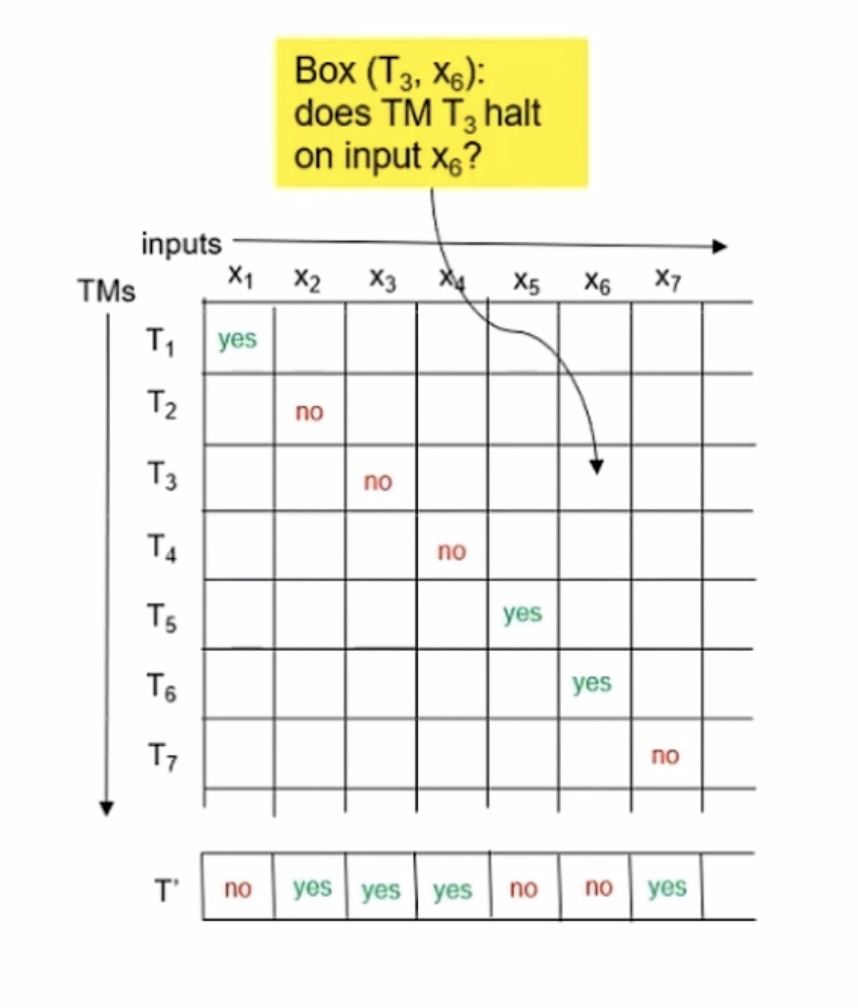 Box (T₃, x₆):
does TM T₃ halt
on input x₆?
inputs
TMs x₁ x₂ x₃ x₄ x₅ x₆ x₇
T₁ yes
T₂ no
T₃ no
T₄ no
T₅ yes
T₆ yes
T₇ no
T' no yes yes yes no no yes